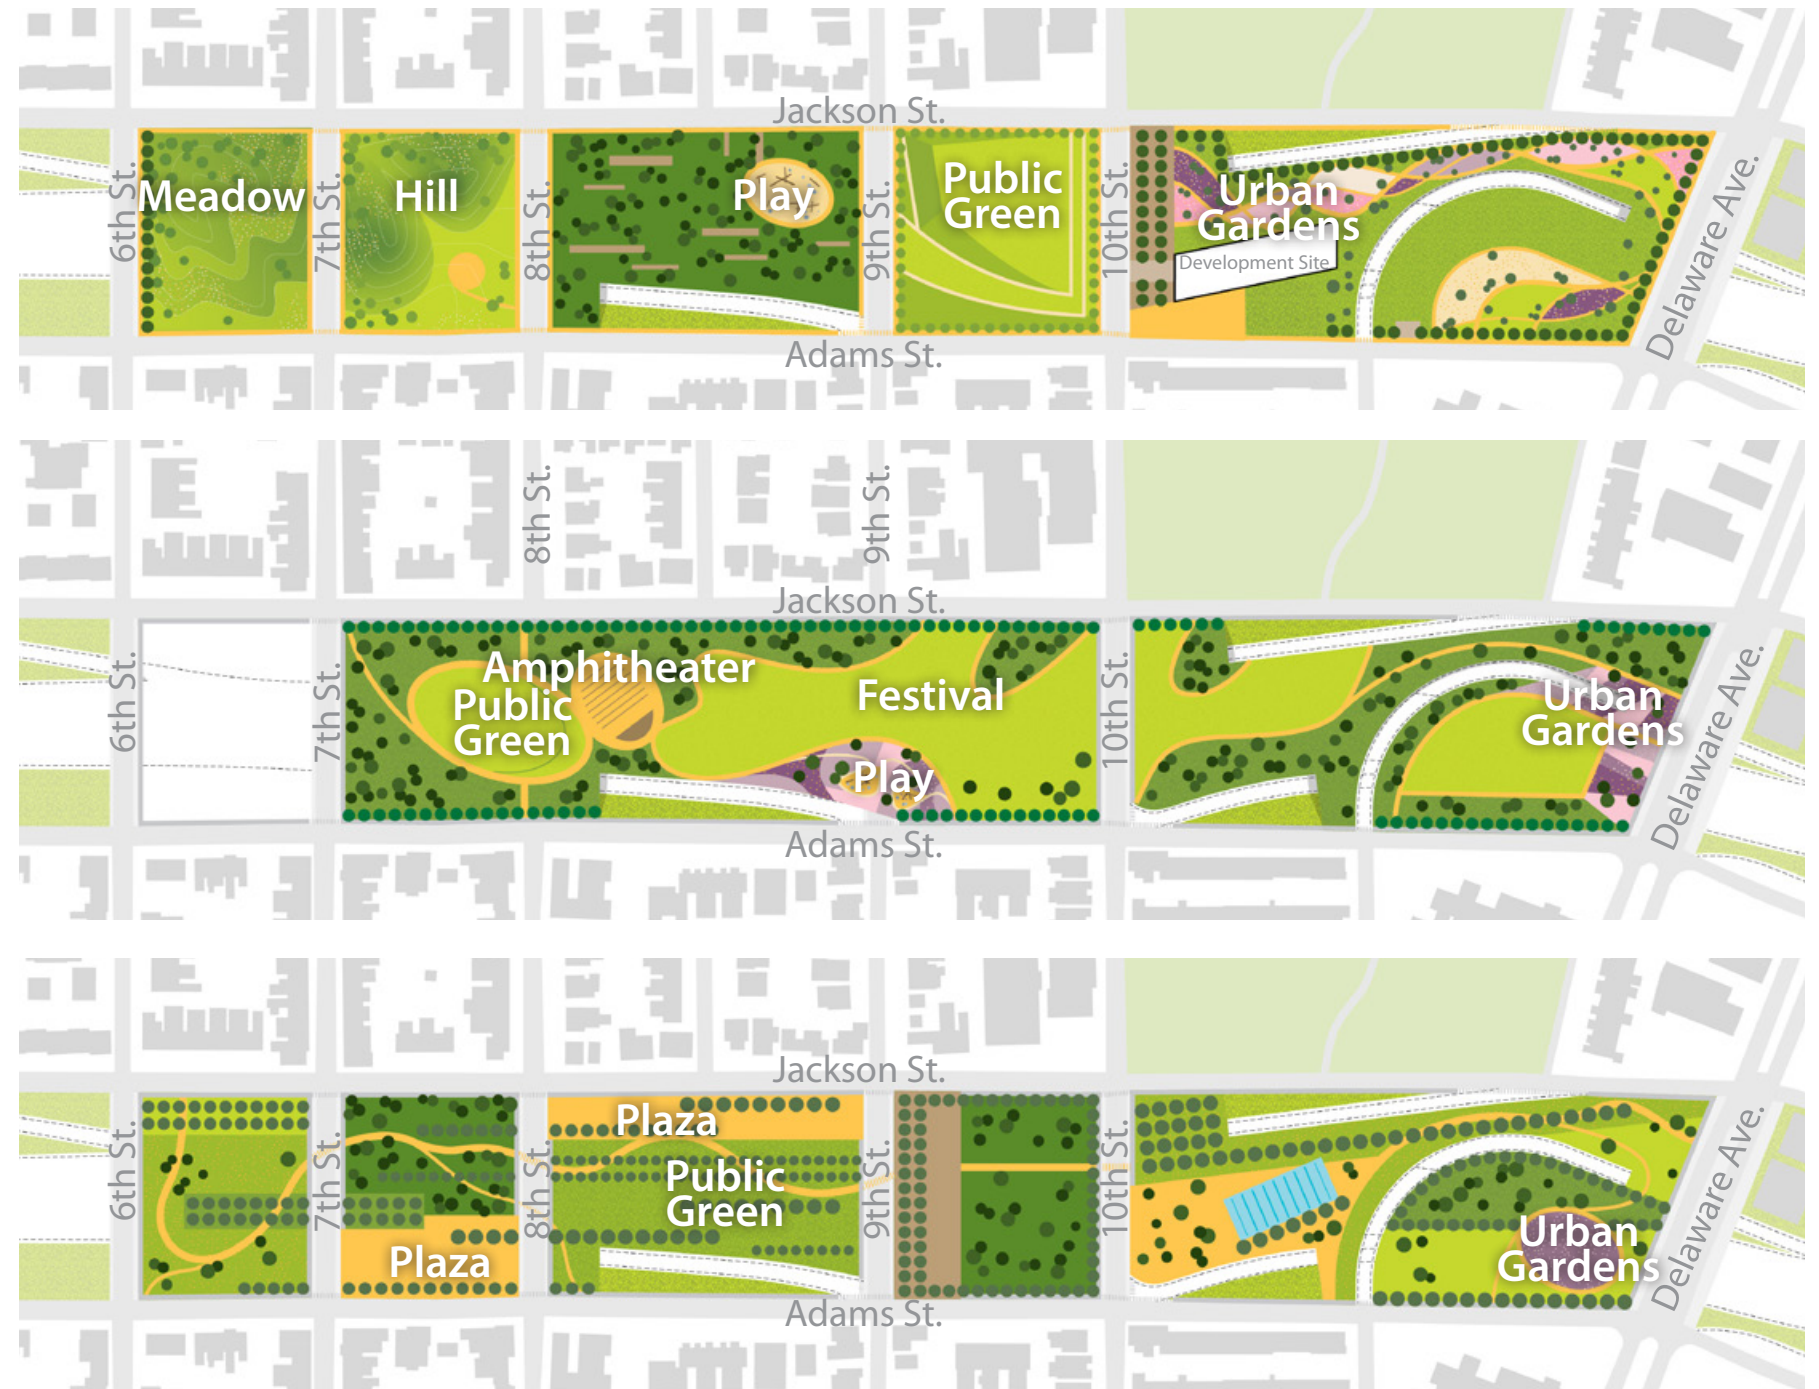 Jackson St.
6th St.
Meadow
7th St.
Hill
8th St.
Play
9th St.
Public
Green
10th St.
Urban
Gardens
Development Site
Delaware Ave.
Adams St.
8th St.
9th St.
Jackson St.
6th St.
7th St.
Amphitheater
Public
Green
Festival
Play
10th St.
Urban
Gardens
Delaware Ave.
Adams St.
Jackson St.
6th St.
7th St.
Plaza
8th St.
Plaza
Public
Green
9th St.
10th St.
Urban
Gardens
Delaware Ave.
Adams St.